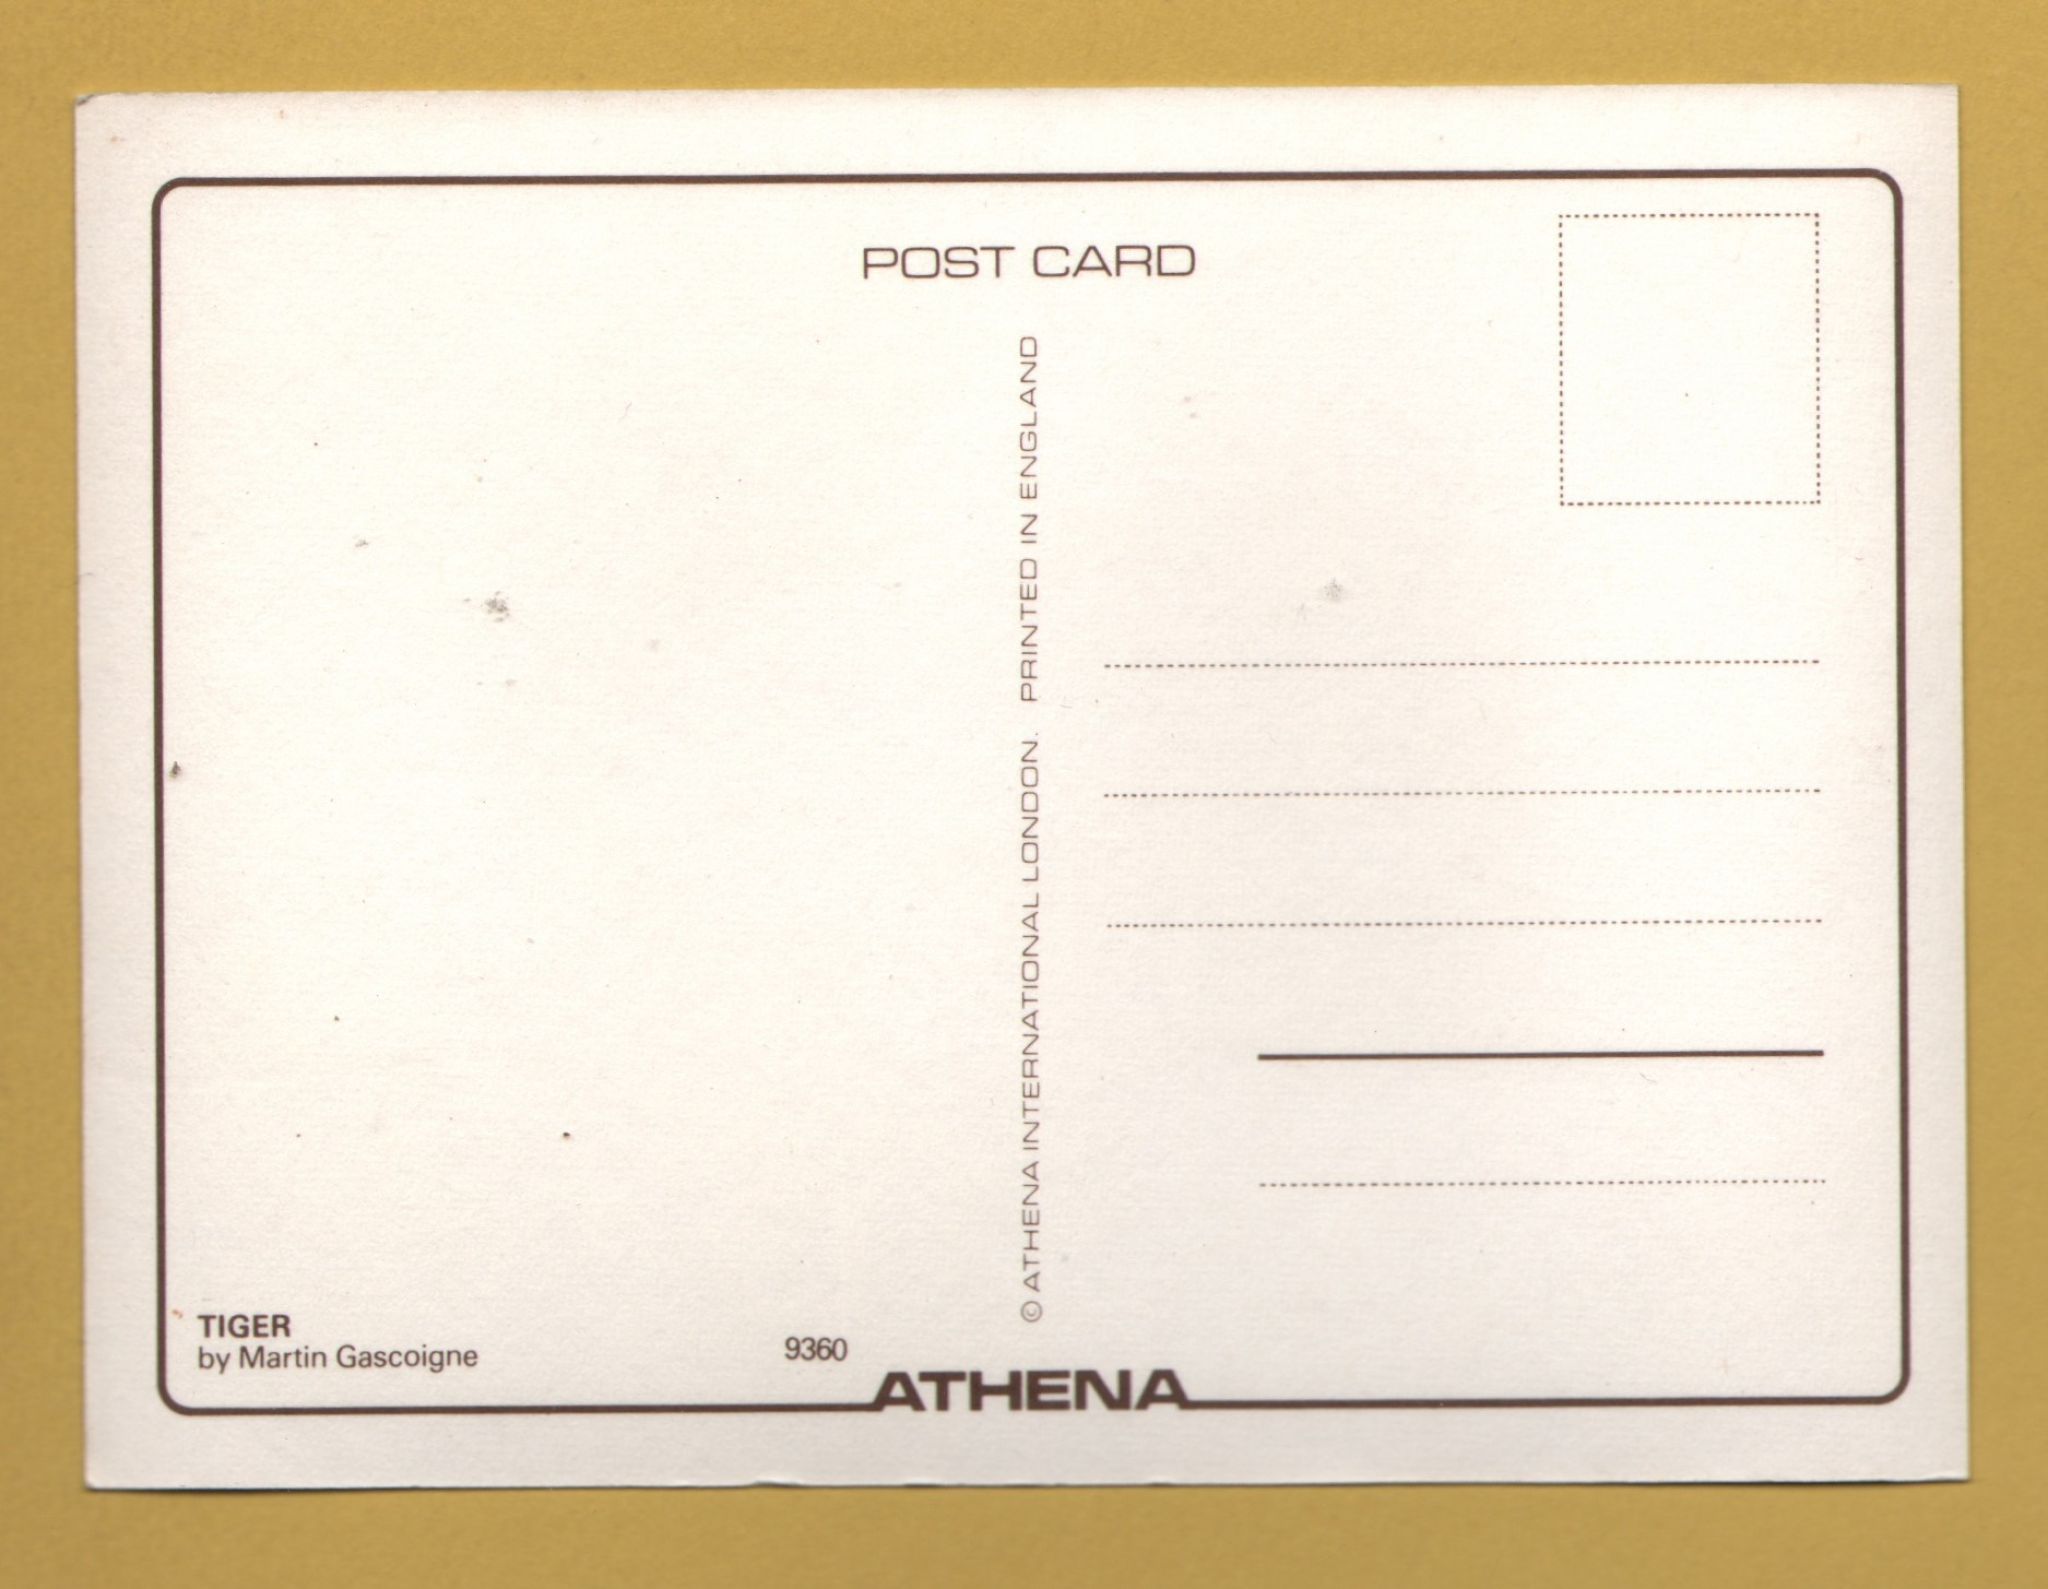 POST CARD
© ATHENA INTERNATIONAL LONDON. PRINTED IN ENGLAND
TIGER
by Martin Gascoigne
9360
ATHENA